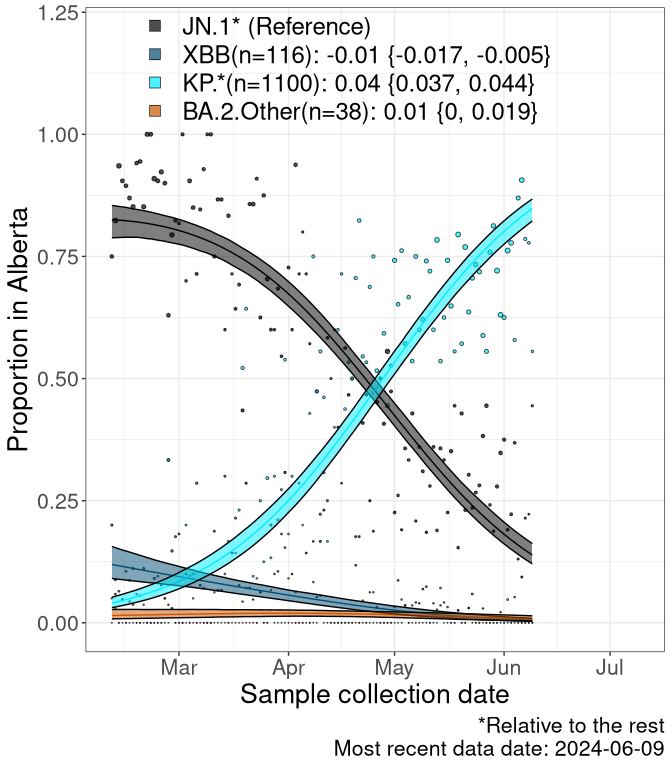 1.25
JN.1* (Reference)
XBB(n=116): -0.01 {-0.017, -0.005}
KP.*(n=1100): 0.04 {0.037, 0.044}
BA.2.Other(n=38): 0.01 {0, 0.019}
1.00
0.75
0.50
0.25
0.00
Proportion in Alberta
Mar Apr May Jun Jul
Sample collection date
*Relative to the rest
Most recent data date: 2024-06-09